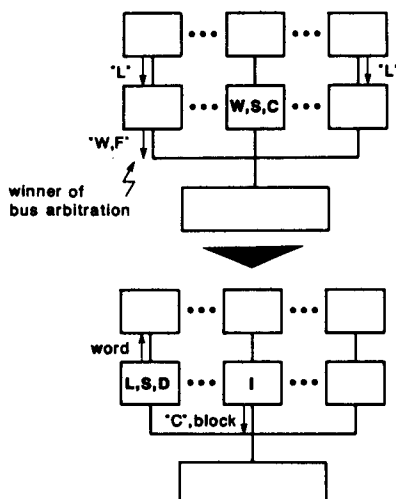 "L"
"L"
W,S,C
"W,F"
winner of
bus arbitration
word
L,S,D
I
"C",block